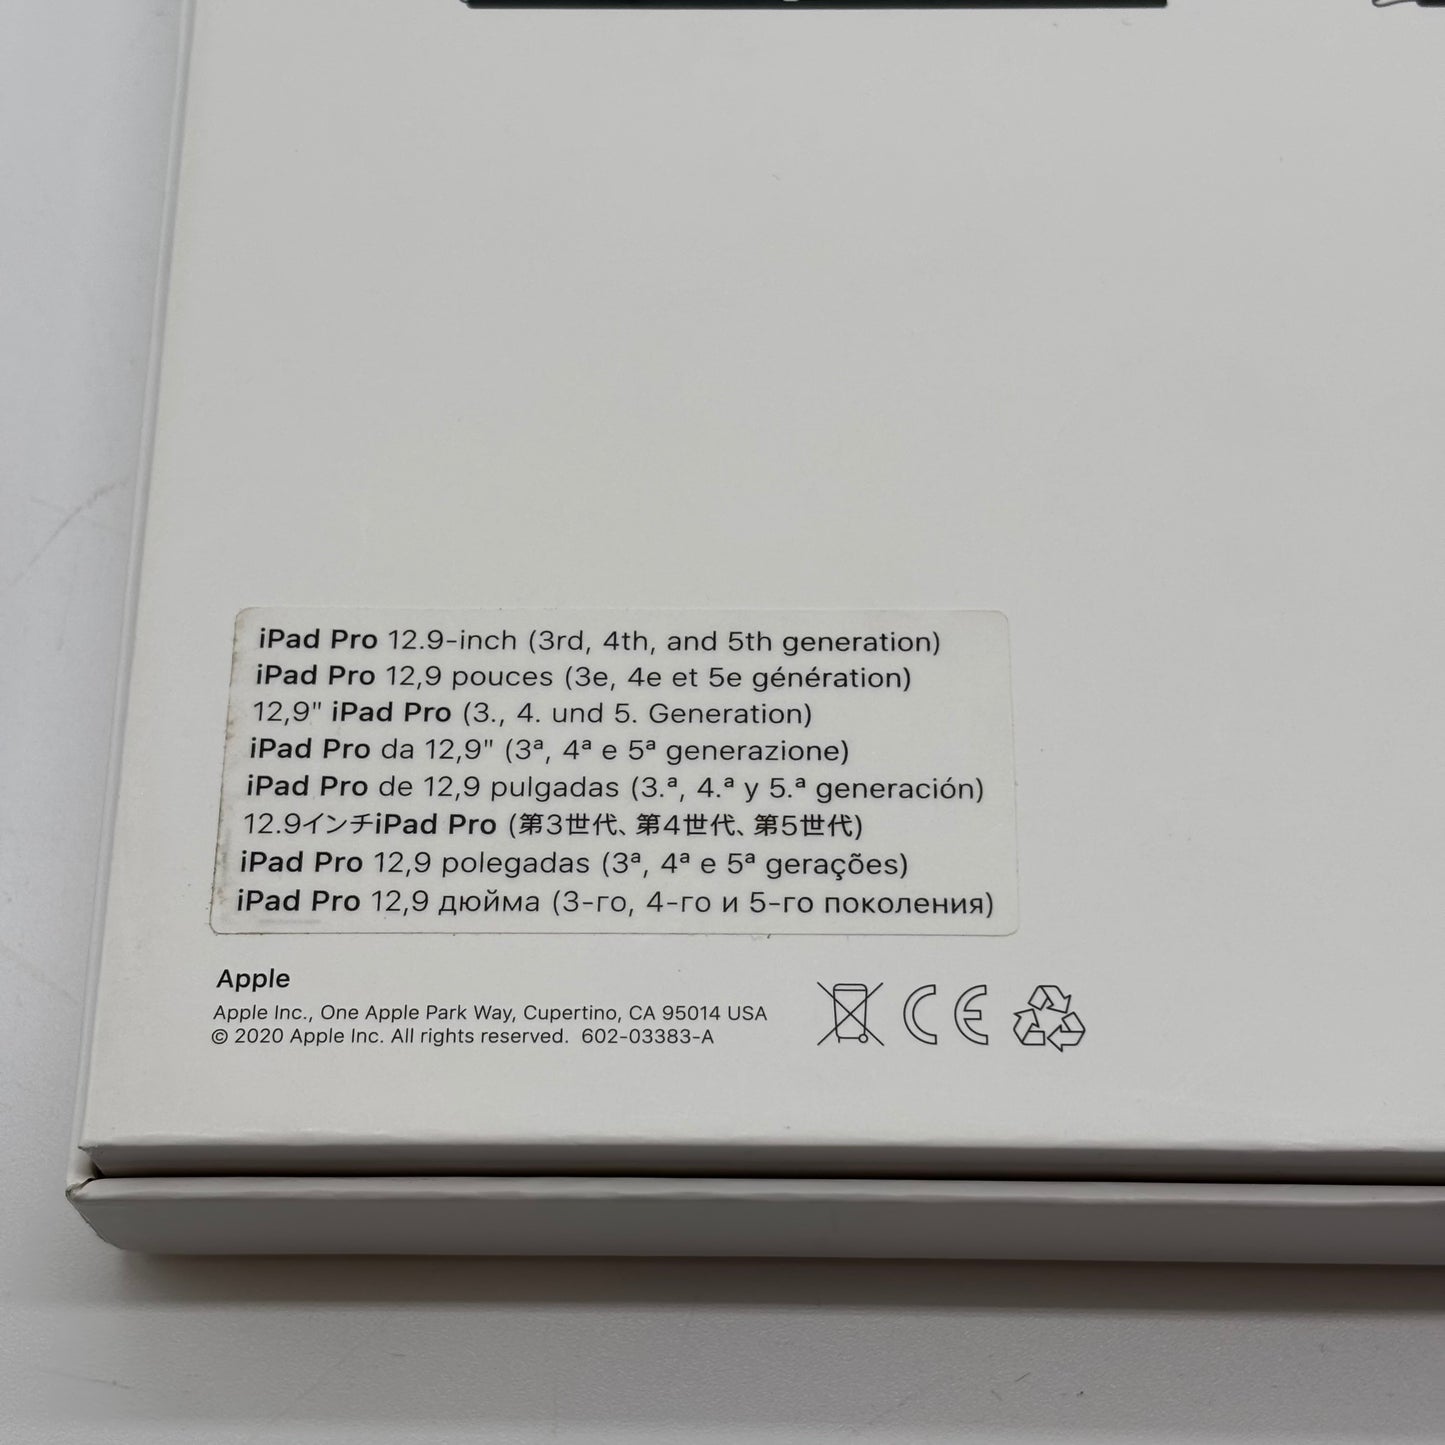 iPad Pro 12.9-inch (3rd, 4th, and 5th generation)
iPad Pro 12,9 pouces (3e, 4e et 5e génération)
12,9" iPad Pro (3., 4. und 5. Generation)
iPad Pro da 12,9" (3ª, 4ª e 5ª generazione)
iPad Pro de 12,9 pulgadas (3.ª, 4.ª y 5.ª generación)
12.9インチiPad Pro (第3世代、第4世代、第5世代)
iPad Pro 12,9 polegadas (3ª, 4ª e 5ª gerações)
iPad Pro 12,9 дюйма (3-го, 4-го и 5-го поколения)
Apple
Apple Inc., One Apple Park Way, Cupertino, CA 95014 USA
© 2020 Apple Inc. All rights reserved. 602-03383-A
CE